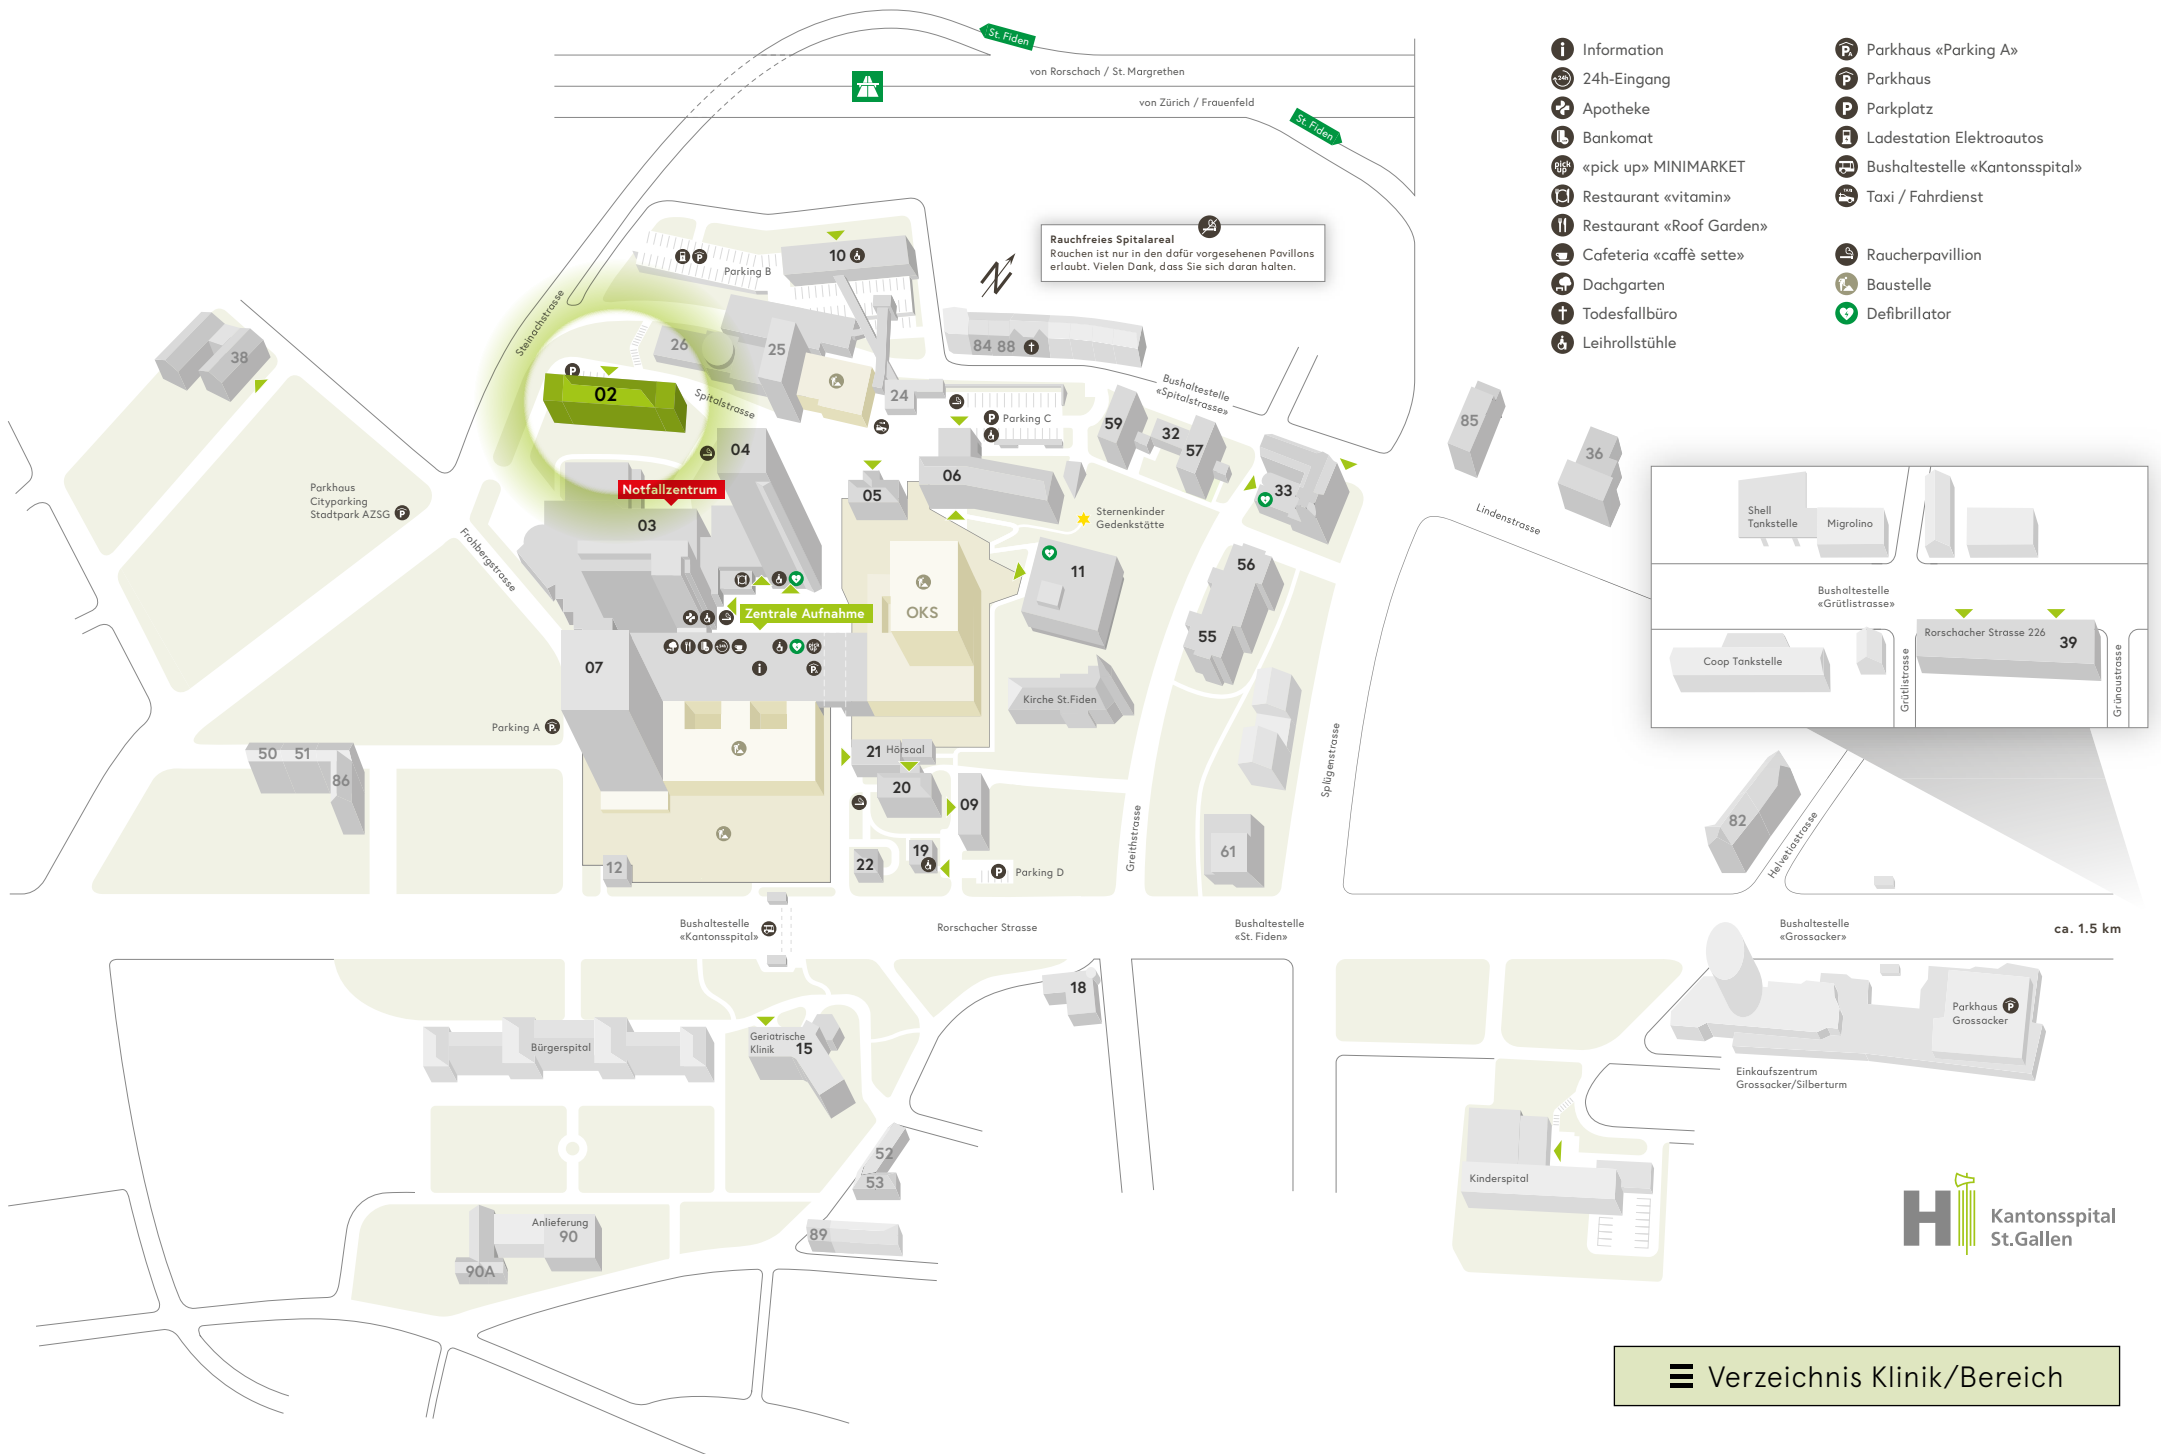 St. Fiden
von Rorschach / St. Margrethen
von Zürich / Frauenfeld
St. Fiden
Information
24h-Eingang
Apotheke
Bankomat
«pick up» MINIMARKET
Restaurant «vitamin»
Restaurant «Roof Garden»
Cafeteria «caffè sette»
Dachgarten
Todesfallbüro
Leihrollstühle
Parkhaus «Parking A»
Parkhaus
Parkplatz
Ladestation Elektroautos
Bushaltestelle «Kantonsspital»
Taxi / Fahrdienst
Raucherpavillion
Baustelle
Defibrillator
Rauchfreies Spitalareal
Rauchen ist nur in den dafür vorgesehenen Pavillons
erlaubt. Vielen Dank, dass Sie sich daran halten.
N
Parking B
10
Steinachstrasse
26
25
84 88
38
02
Spitalstrasse
24
Bushaltestelle
«Spitalstrasse»
Parking C
59
32
57
85
36
04
Notfallzentrum
03
05
06
33
Parkhaus
Cityparking
Stadtpark AZSG
Sternenkinder
Gedenkstätte
Lindenstrasse
Frohbergstrasse
11
56
55
OKS
Zentrale Aufnahme
07
Kirche St.Fiden
Parking A
Shell
Tankstelle
Migrolino
Bushaltestelle
«Grütlistrasse»
Rorschacher Strasse 226
39
Coop Tankstelle
Grütlistrasse
Grünaustrasse
50 51
86
21 Hörsaal
20
09
Splügenstrasse
Greithstrasse
82
Helvetiastrasse
12
22
19
Parking D
61
Bushaltestelle
«Kantonsspital»
Rorschacher Strasse
Bushaltestelle
«St. Fiden»
Bushaltestelle
«Grossacker»
ca. 1.5 km
18
Bürgerspital
Geriatrische
Klinik 15
Parkhaus
Grossacker
Einkaufszentrum
Grossacker/Silberturm
52
53
Kinderspital
89
Anlieferung
90
90A
Kantonsspital
St.Gallen
Verzeichnis Klinik/Bereich